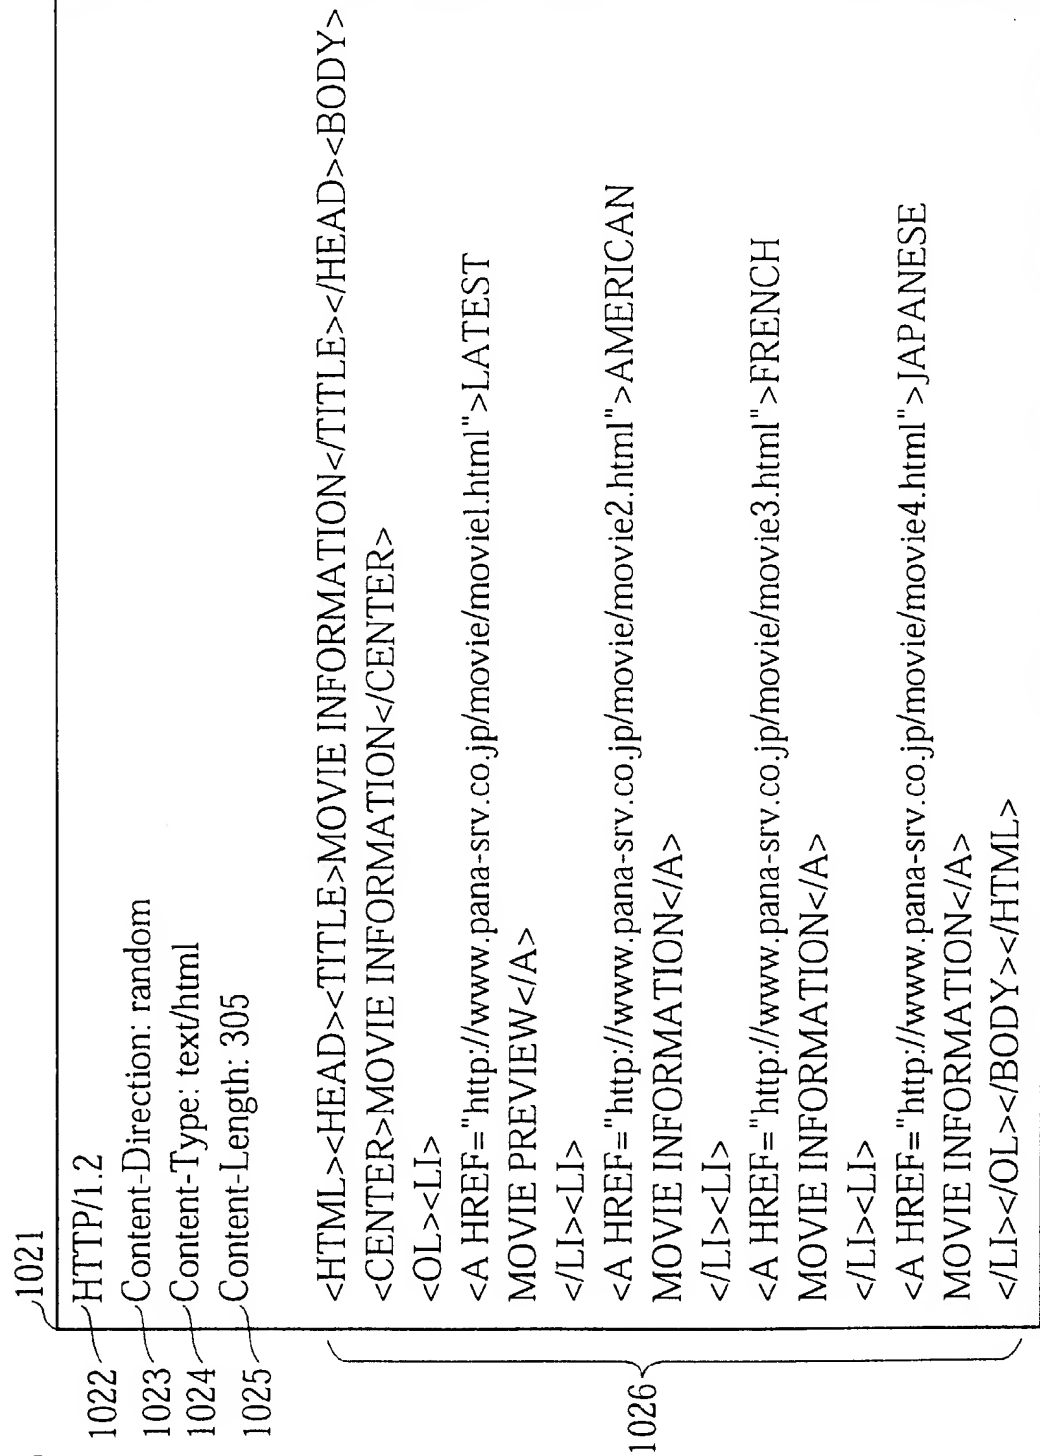 1021
1022 HTTP/1.2
1023 Content-Direction: random
1024 Content-Type: text/html
1025 Content-Length: 305
1026
<HTML><HEAD><TITLE>MOVIE INFORMATION</TITLE></HEAD><BODY>
<CENTER>MOVIE INFORMATION</CENTER>
<OL><LI>
<A HREF="http://www.pana-srv.co.jp/movie/movie1.html">LATEST
MOVIE PREVIEW</A>
</LI><LI>
<A HREF="http://www.pana-srv.co.jp/movie/movie2.html">AMERICAN
MOVIE INFORMATION</A>
</LI><LI>
<A HREF="http://www.pana-srv.co.jp/movie/movie3.html">FRENCH
MOVIE INFORMATION</A>
</LI><LI>
<A HREF="http://www.pana-srv.co.jp/movie/movie4.html">JAPANESE
MOVIE INFORMATION</A>
</LI></OL></BODY></HTML>